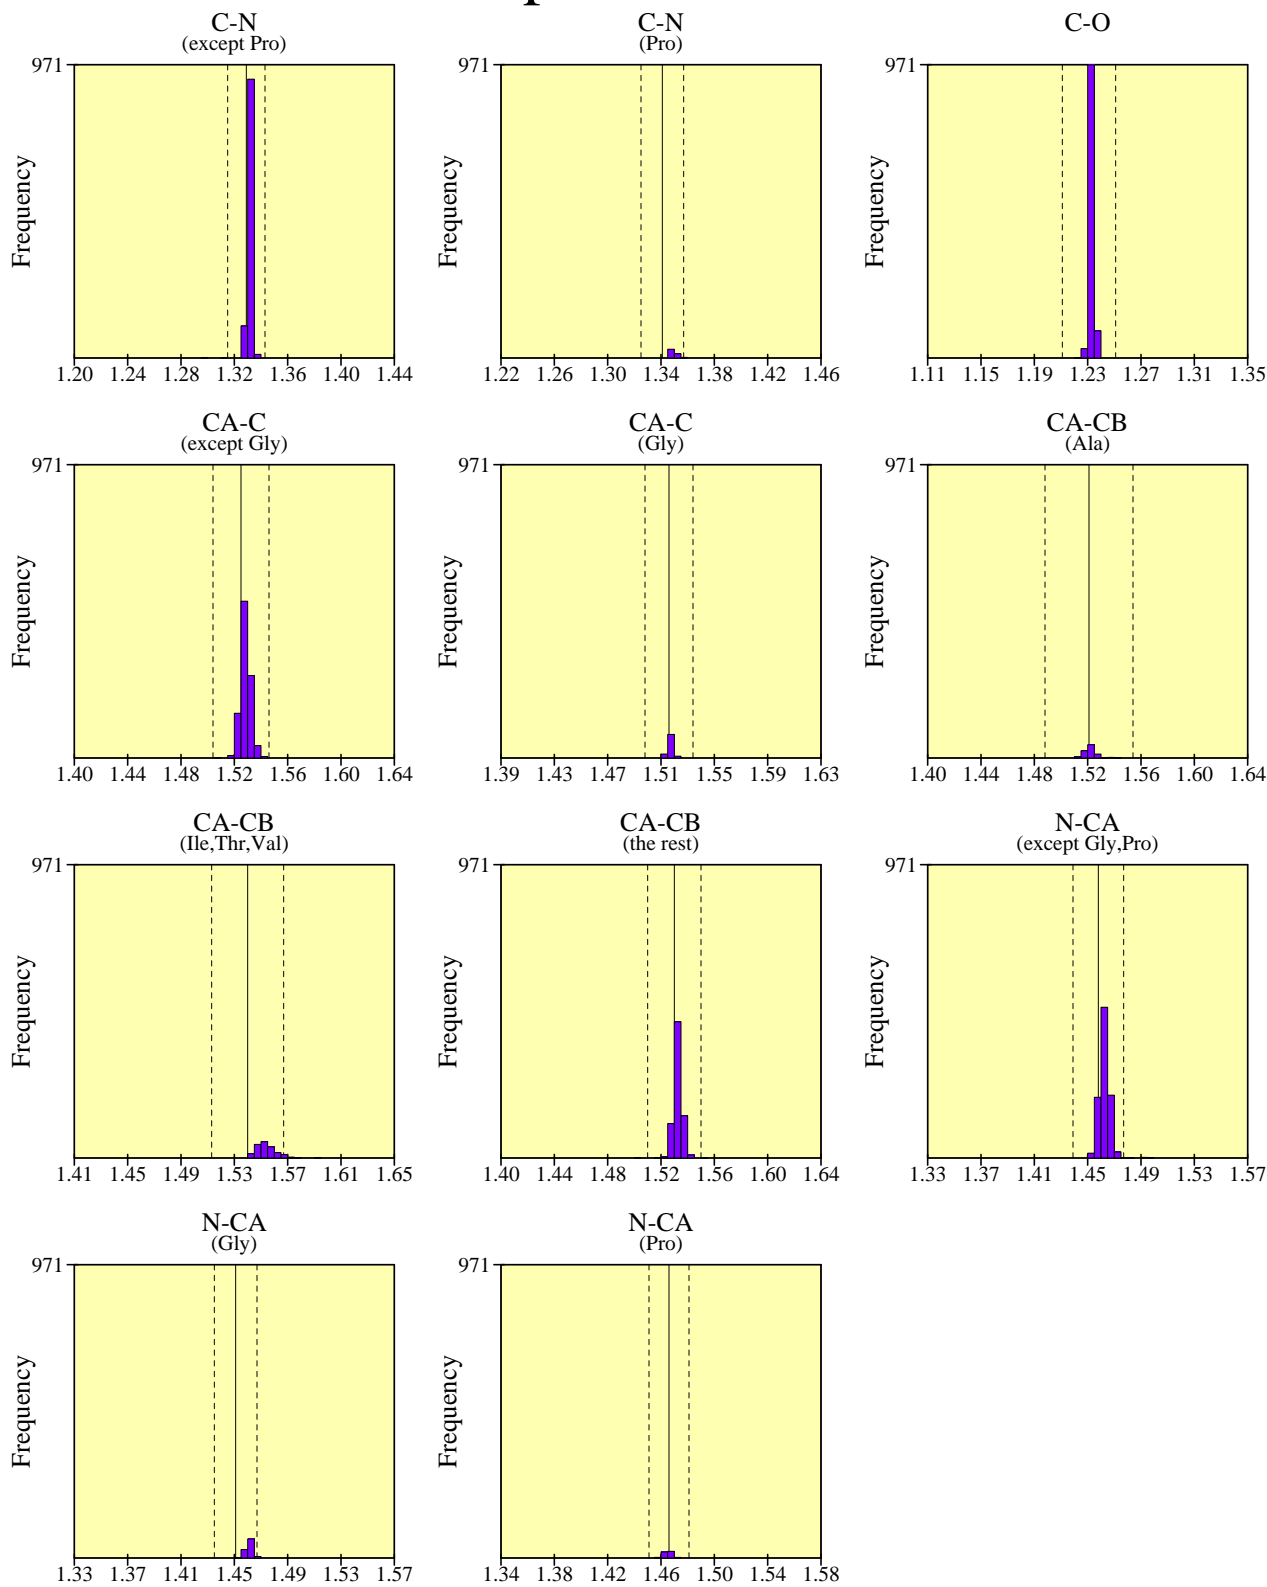 C-N
(except Pro)
971
Frequency
1.20 1.24 1.28 1.32 1.36 1.40 1.44
C-N
(Pro)
971
Frequency
1.22 1.26 1.30 1.34 1.38 1.42 1.46
C-O
971
Frequency
1.11 1.15 1.19 1.23 1.27 1.31 1.35
CA-C
(except Gly)
971
Frequency
1.40 1.44 1.48 1.52 1.56 1.60 1.64
CA-C
(Gly)
971
Frequency
1.39 1.43 1.47 1.51 1.55 1.59 1.63
CA-CB
(Ala)
971
Frequency
1.40 1.44 1.48 1.52 1.56 1.60 1.64
CA-CB
(Ile,Thr,Val)
971
Frequency
1.41 1.45 1.49 1.53 1.57 1.61 1.65
CA-CB
(the rest)
971
Frequency
1.40 1.44 1.48 1.52 1.56 1.60 1.64
N-CA
(except Gly,Pro)
971
Frequency
1.33 1.37 1.41 1.45 1.49 1.53 1.57
N-CA
(Gly)
971
Frequency
1.33 1.37 1.41 1.45 1.49 1.53 1.57
N-CA
(Pro)
971
Frequency
1.34 1.38 1.42 1.46 1.50 1.54 1.58